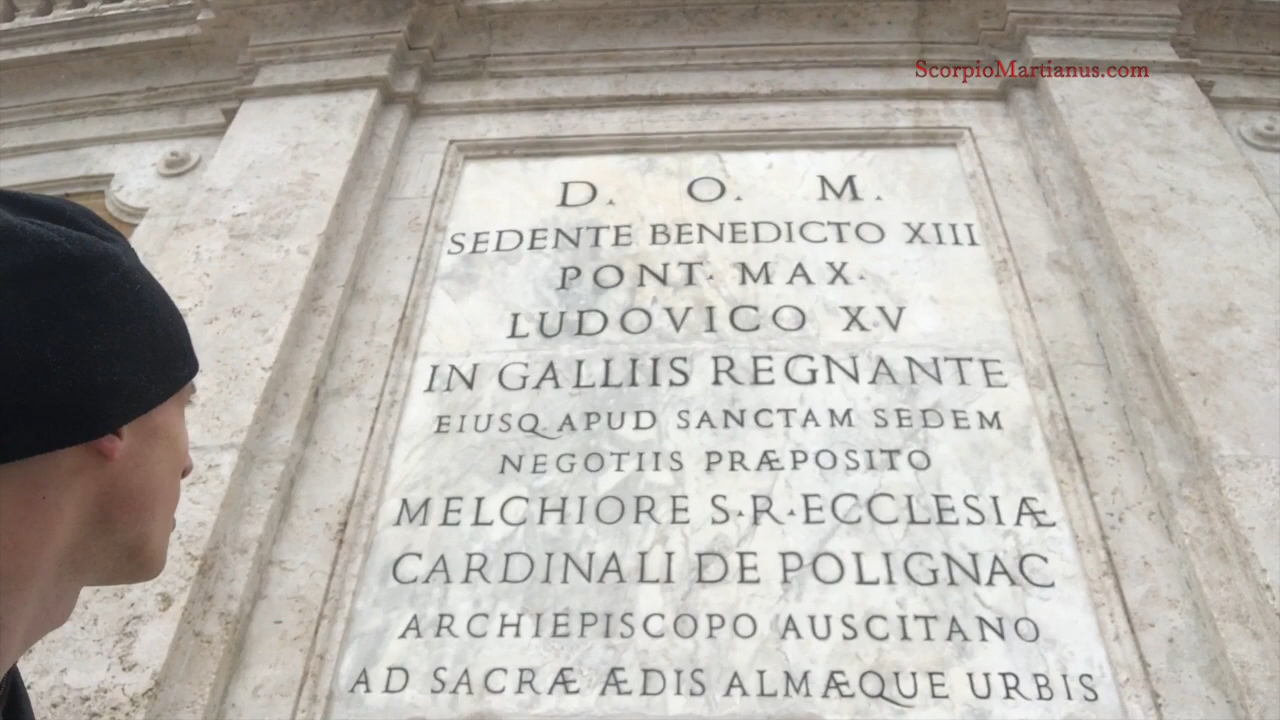 ScorpioMartianus.com
D. O. M.
SEDENTE BENEDICTO XIII
PONT· MAX·
LUDOVICO XV
IN GALLIIS REGNANTE
EIUSQ. APUD SANCTAM SEDEM
NEGOTIIS PRÆPOSITO
MELCHIORE S·R·ECCLESIÆ
CARDINALI DE POLIGNAC
ARCHIEPISCOPO AUSCITANO
AD SACRÆ ÆDIS ALMÆQUE URBIS